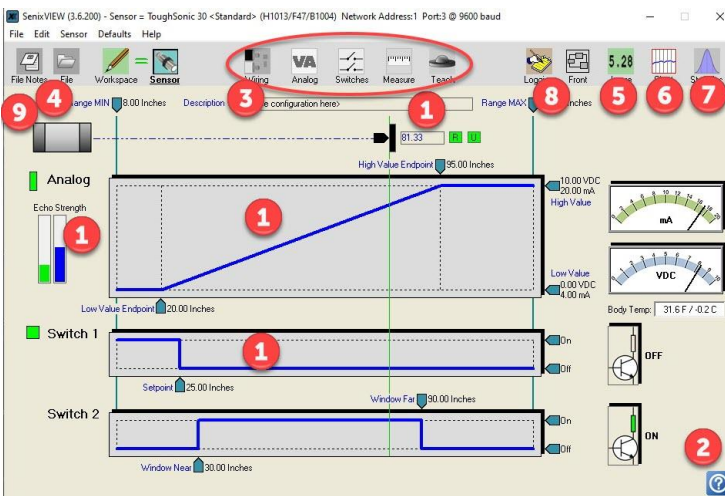 SenixVIEW (3.6.200) - Sensor = ToughSonic 30 <Standard> (H1013/F47/B1004) Network Address:1 Port:3 @ 9600 baud
File Edit Sensor Defaults Help
VA
5.28
File Notes File Workspace Sensor Wiring Analog Switches Measure Teach Front
9 4 3 1 8 5 6 7
Range MIN 8.00 Inches Description configuration here> Range MAX Inches
81.33 R U
High Value Endpoint 95.00 Inches
Analog
10.00 VDC
20.00 mA
High Value
Echo Strength
1 1
mA
Low Value
0.00 VDC
4.00 mA
VDC
Low Value Endpoint 20.00 Inches
Body Temp: 31.6 F / -0.2 C
Switch 1
1
On
Off
OFF
Setpoint 25.00 Inches
Window Far 90.00 Inches
Switch 2
On
Off
ON
2
Window Near 30.00 Inches
?